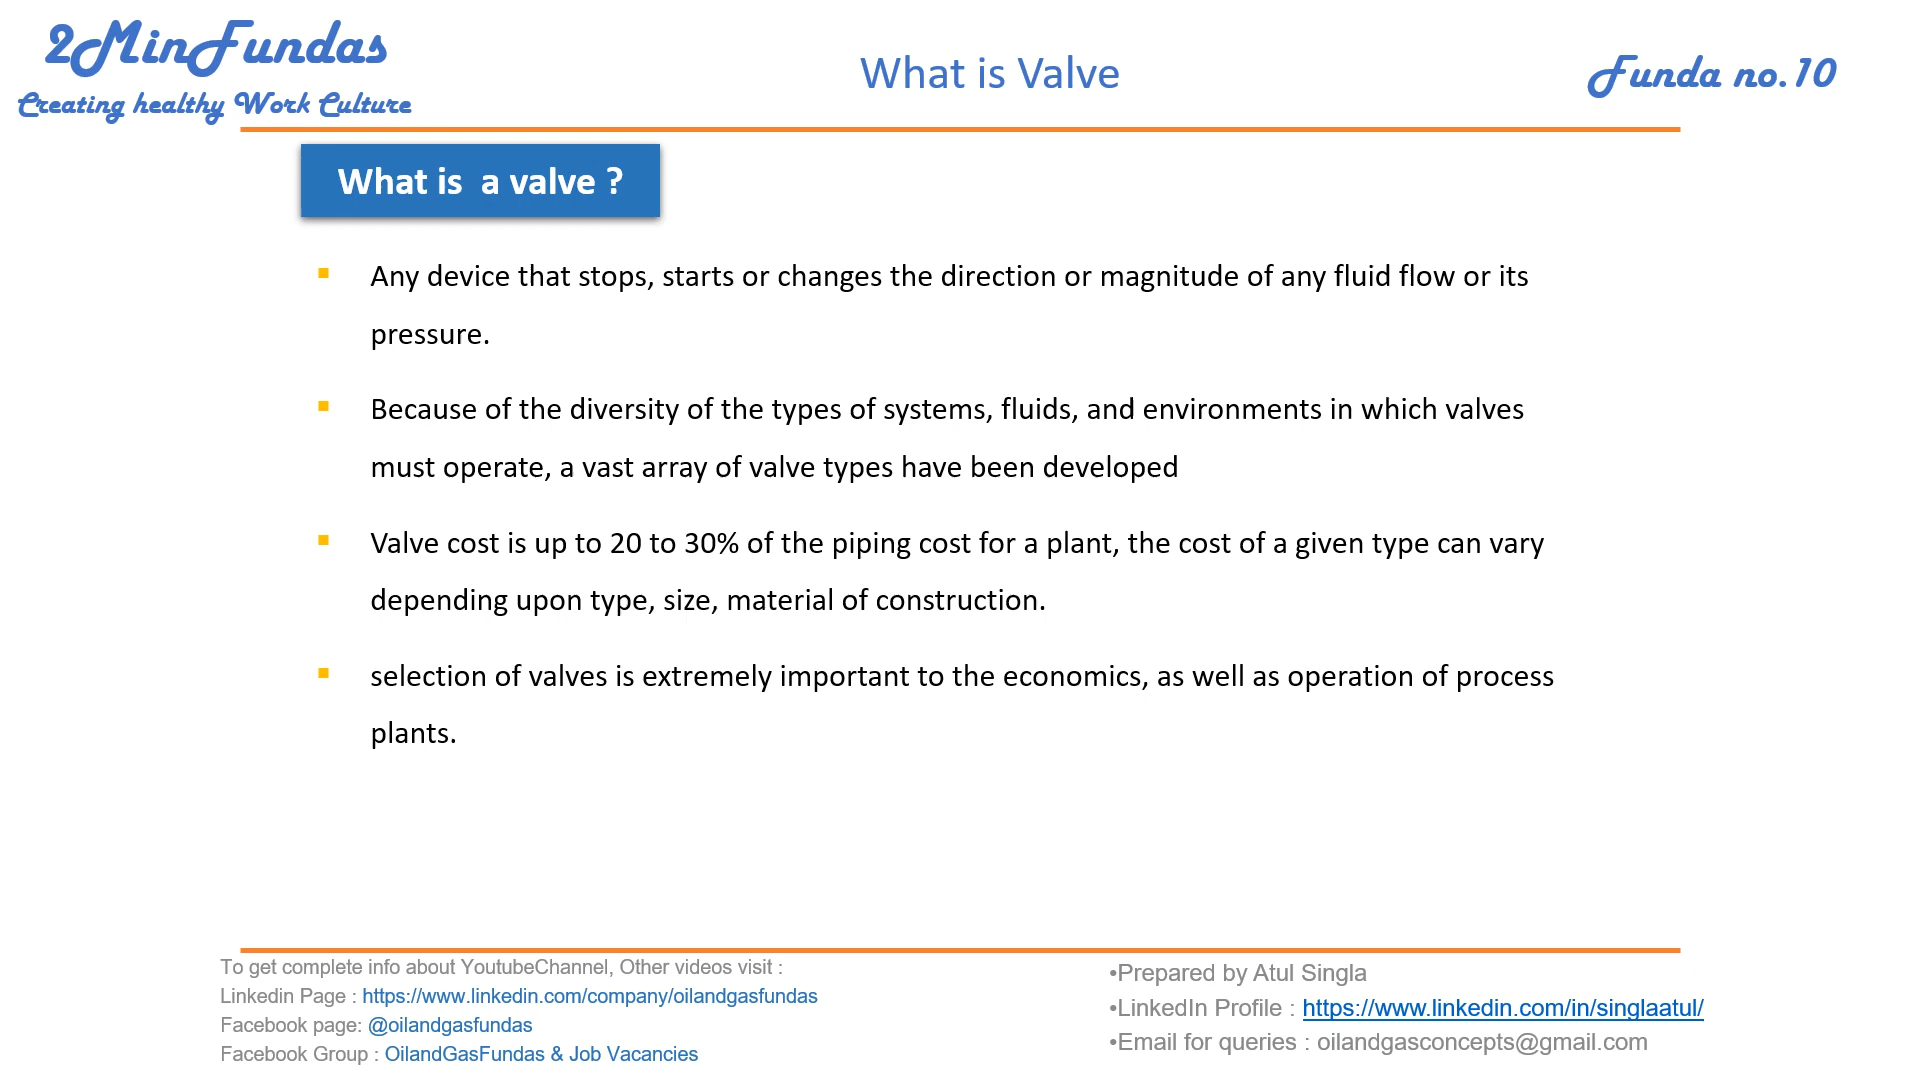 2MinFundas
Creating healthy Work Culture
What is Valve
Funda no.10
What is  a valve ?
▪ Any device that stops, starts or changes the direction or magnitude of any fluid flow or its
pressure.
▪ Because of the diversity of the types of systems, fluids, and environments in which valves
must operate, a vast array of valve types have been developed
▪ Valve cost is up to 20 to 30% of the piping cost for a plant, the cost of a given type can vary
depending upon type, size, material of construction.
▪ selection of valves is extremely important to the economics, as well as operation of process
plants.
To get complete info about YoutubeChannel, Other videos visit :
Linkedin Page : https://www.linkedin.com/company/oilandgasfundas
Facebook page: @oilandgasfundas
Facebook Group : OilandGasFundas & Job Vacancies
•Prepared by Atul Singla
•LinkedIn Profile : https://www.linkedin.com/in/singlaatul/
•Email for queries : oilandgasconcepts@gmail.com